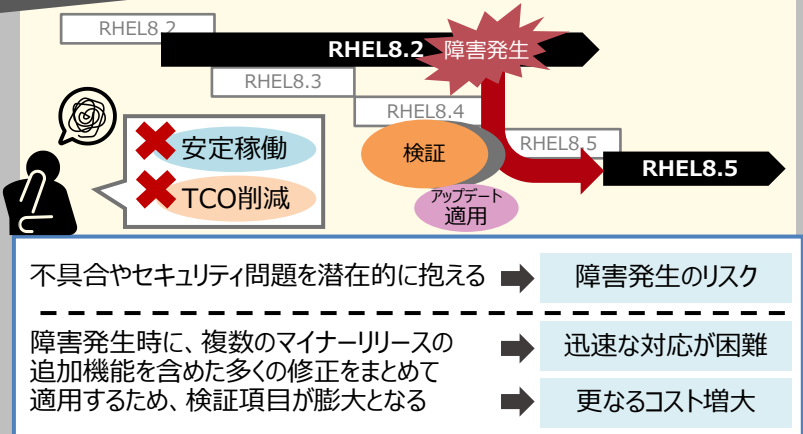 RHEL8.2
RHEL8.2
障害発生
RHEL8.3
RHEL8.4
RHEL8.5
RHEL8.5
安定稼働
TCO削減
検証
アップデート
適用
不具合やセキュリティ問題を潜在的に抱える
障害発生のリスク
障害発生時に、複数のマイナーリリースの
追加機能を含めた多くの修正をまとめて
適用するため、検証項目が膨大となる
迅速な対応が困難
更なるコスト増大